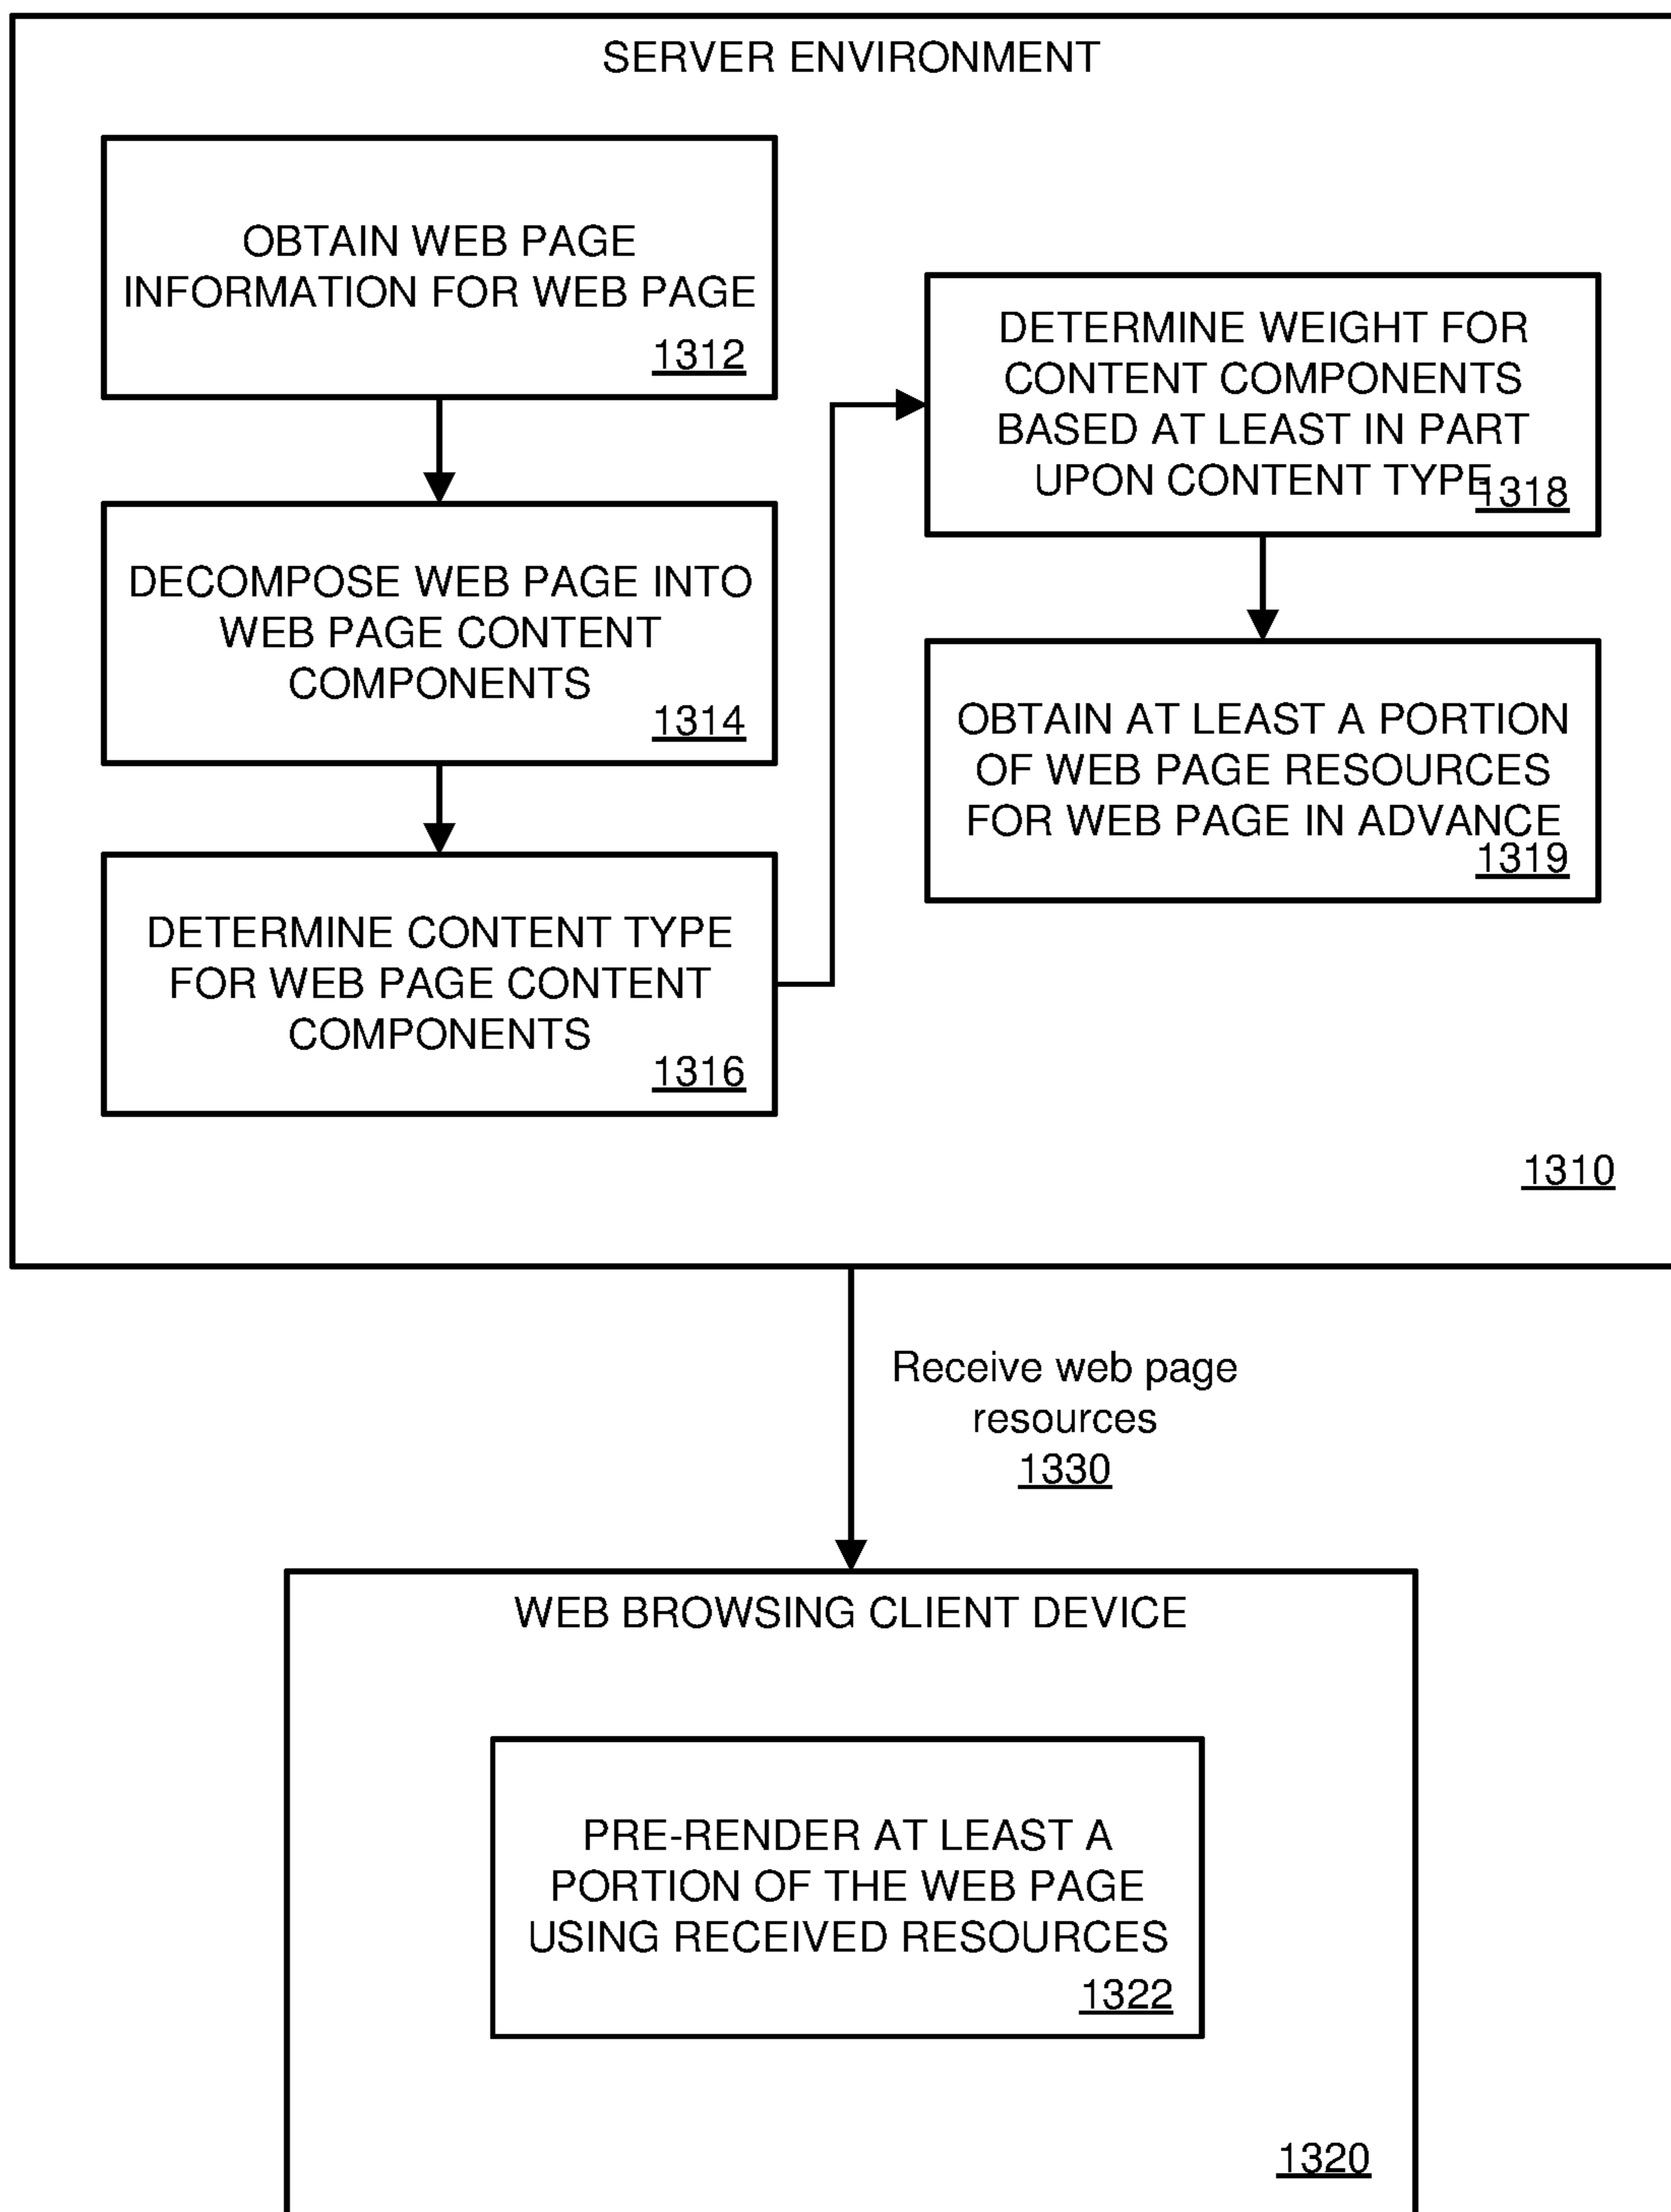 SERVER ENVIRONMENT
OBTAIN WEB PAGE
INFORMATION FOR WEB PAGE
1312
DECOMPOSE WEB PAGE INTO
WEB PAGE CONTENT
COMPONENTS
1314
DETERMINE CONTENT TYPE
FOR WEB PAGE CONTENT
COMPONENTS
1316
DETERMINE WEIGHT FOR
CONTENT COMPONENTS
BASED AT LEAST IN PART
UPON CONTENT TYPE
1318
OBTAIN AT LEAST A PORTION
OF WEB PAGE RESOURCES
FOR WEB PAGE IN ADVANCE
1319
1310
Receive web page
resources
1330
WEB BROWSING CLIENT DEVICE
PRE-RENDER AT LEAST A
PORTION OF THE WEB PAGE
USING RECEIVED RESOURCES
1322
1320